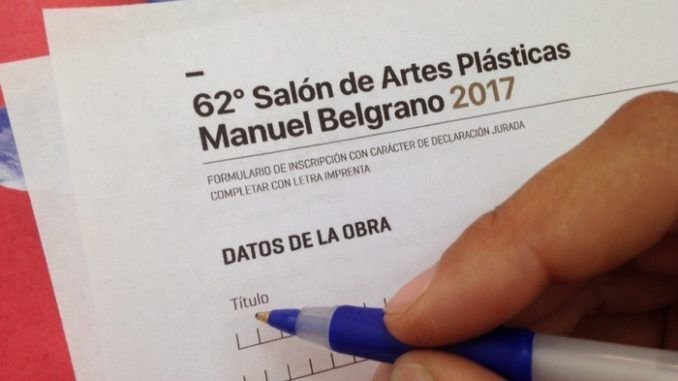 62° Salón de Artes Plásticas
Manuel Belgrano 2017
FORMULARIO DE INSCRIPCIÓN CON CARÁCTER DE DECLARACIÓN JURADA
COMPLETAR CON LETRA IMPRENTA
DATOS DE LA OBRA
Título